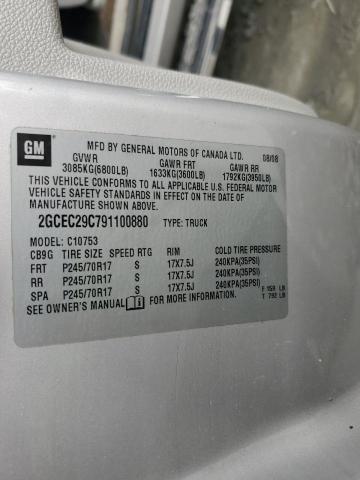 GM
MFD BY GENERAL MOTORS OF CANADA LTD. 08/08
GVWR GAWR FRT GAWR RR
3085KG(6800LB) 1633KG(3600LB) 1792KG(3950LB)
THIS VEHICLE CONFORMS TO ALL APPLICABLE U.S. FEDERAL MOTOR
VEHICLE SAFETY STANDARDS IN EFFECT ON THE DATE OF
MANUFACTURE SHOWN ABOVE.
2GCEC29C791100880 TYPE: TRUCK
MODEL: C10753
CB9G TIRE SIZE SPEED RTG RIM COLD TIRE PRESSURE
FRT P245/70R17 S 17X7.5J 240KPA(35PSI)
RR P245/70R17 S 17X7.5J 240KPA(35PSI)
SPA P245/70R17 S 17X7.5J 240KPA(35PSI)
SEE OWNER'S MANUAL FOR MORE INFORMATION.
F 159 LB
T 792 LB